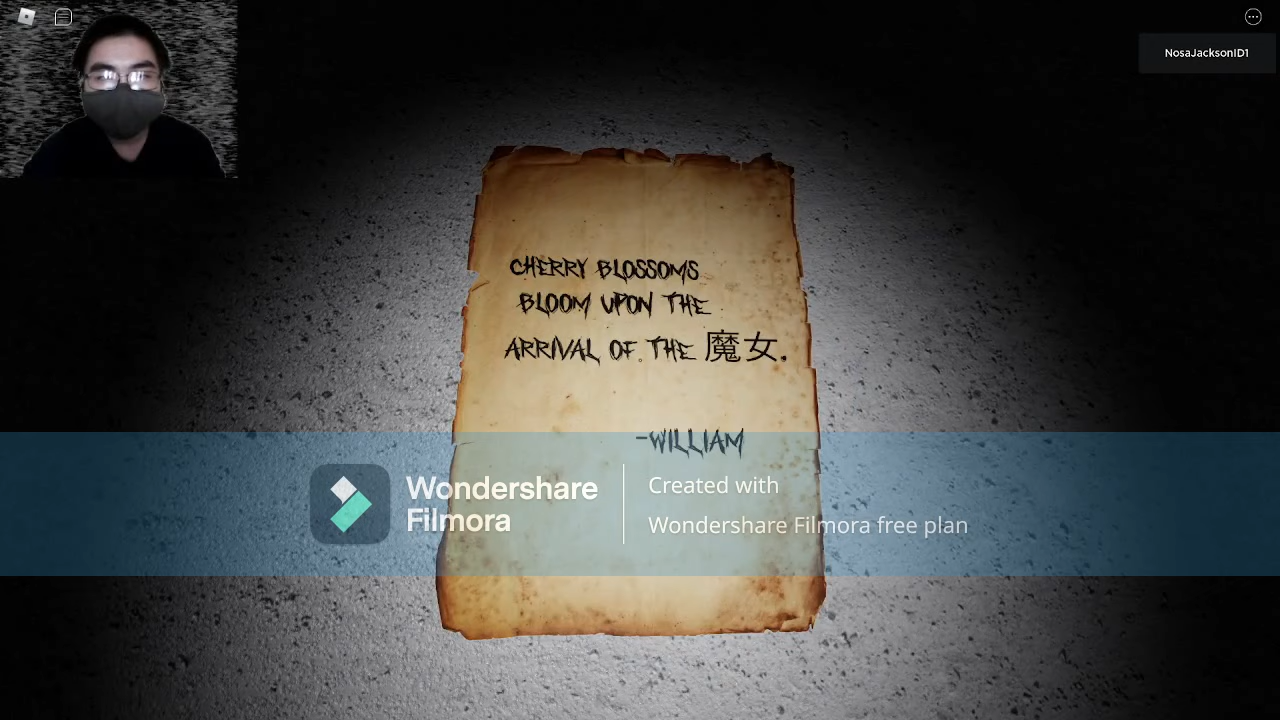 NosaJacksonID1
CHERRY BLOSSOMS
BLOOM UPON THE
ARRIVAL OF THE 魔女.
-WILLIAM
Wondershare
Filmora
Created with
Wondershare Filmora free plan